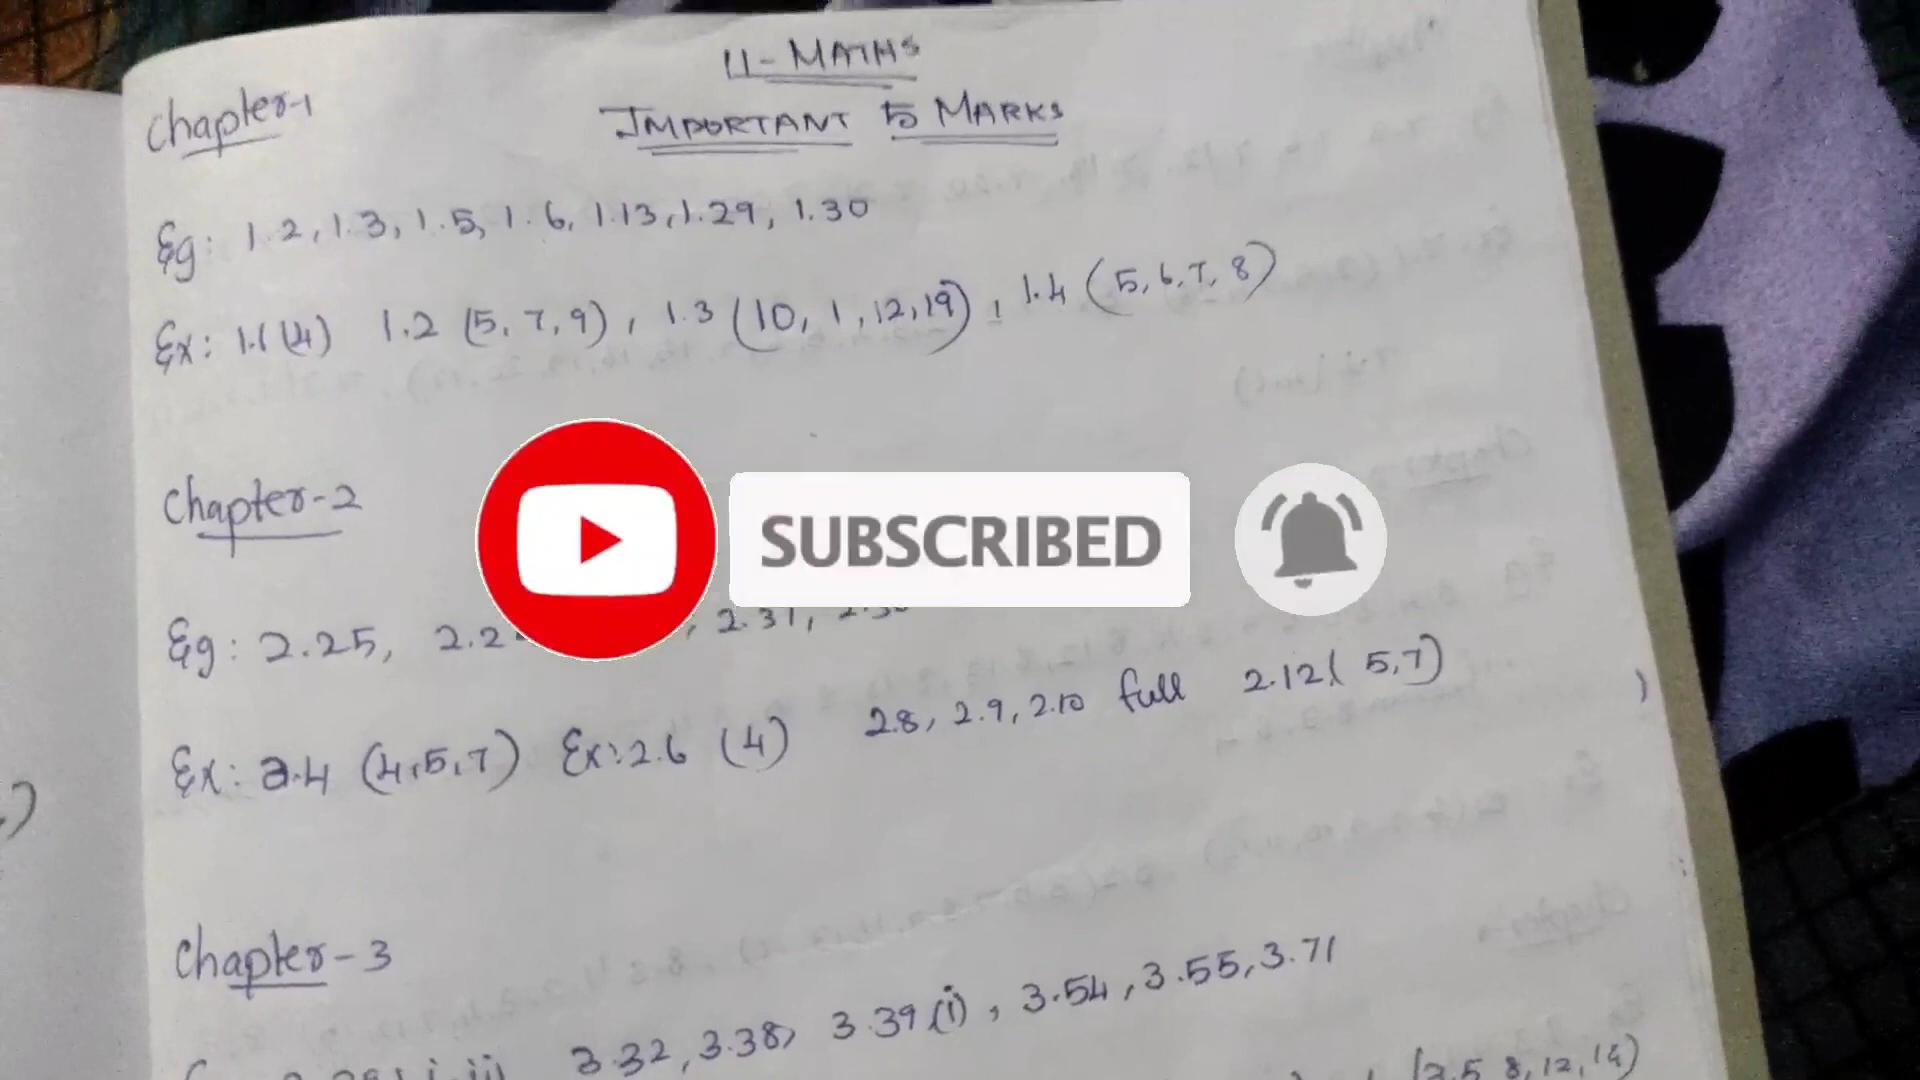 11-MATHS
IMPORTANT 5 MARKS
Chapter-1
Eg: 1.2, 1.3, 1.5, 1.6, 1.13, 1.29, 1.30
Ex: 1.1 (4) 1.2 (5, 7, 9), 1.3 (10, 1, 12, 19), 1.4 (5, 6, 7, 8)
Chapter-2
SUBSCRIBED
Eg: 2.25, 2.31,
Ex: 2.4 (4, 5, 7) Ex: 2.6 (4) 2.8, 2.9, 2.10 full 2.12 ( 5, 7)
Chapter-3
3.32, 3.38, 3.39 (i), 3.54, 3.55, 3.71